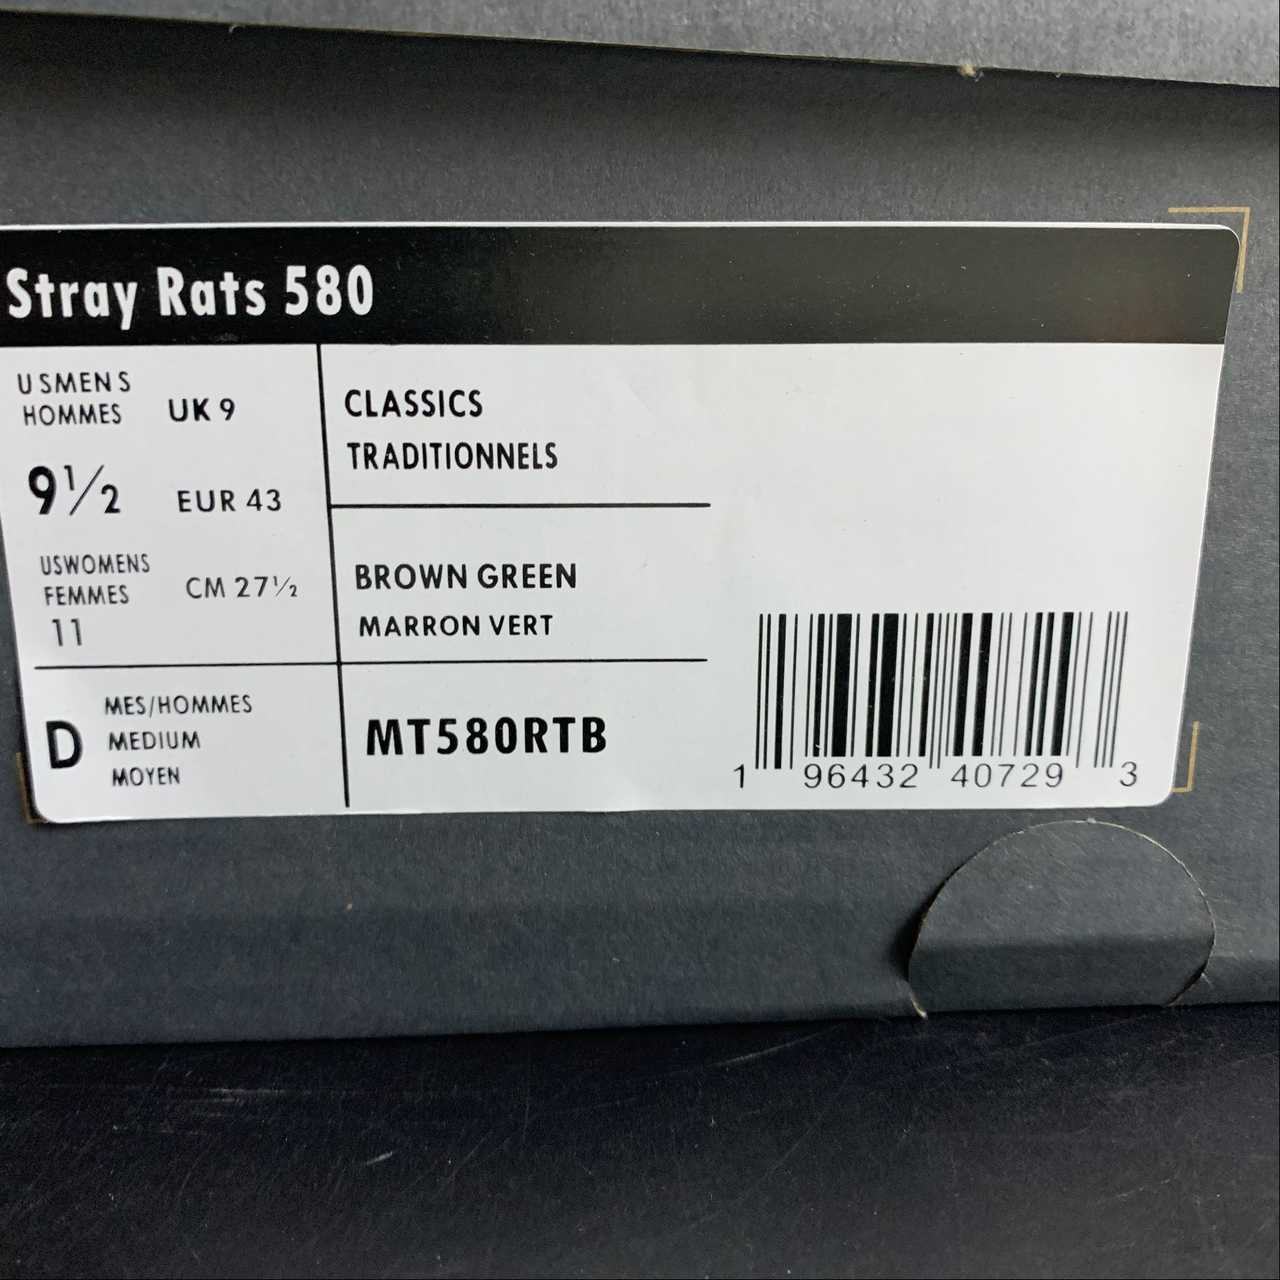 Stray Rats 580
USMENS
HOMMES
UK 9
9½
EUR 43
USWOMENS
FEMMES
CM 27½
11
D
MES/HOMMES
MEDIUM
MOYEN
CLASSICS
TRADITIONNELS
BROWN GREEN
MARRON VERT
MT580RTB
1 96432 40729 3